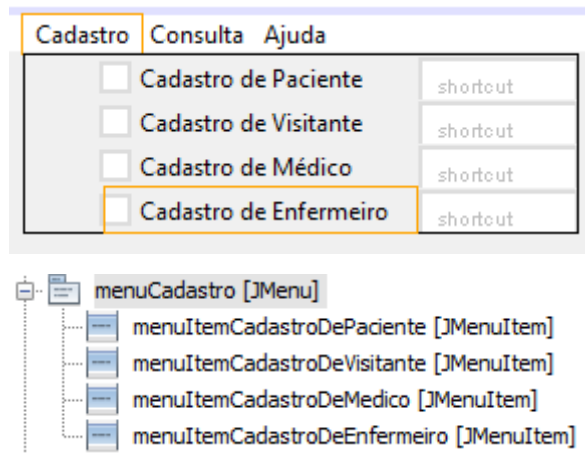 Cadastro Consulta Ajuda
Cadastro de Paciente shortcut
Cadastro de Visitante shortcut
Cadastro de Médico shortcut
Cadastro de Enfermeiro shortcut
menuCadastro [JMenu]
menuItemCadastroDePaciente [JMenuItem]
menuItemCadastroDeVisitante [JMenuItem]
menuItemCadastroDeMedico [JMenuItem]
menuItemCadastroDeEnfermeiro [JMenuItem]